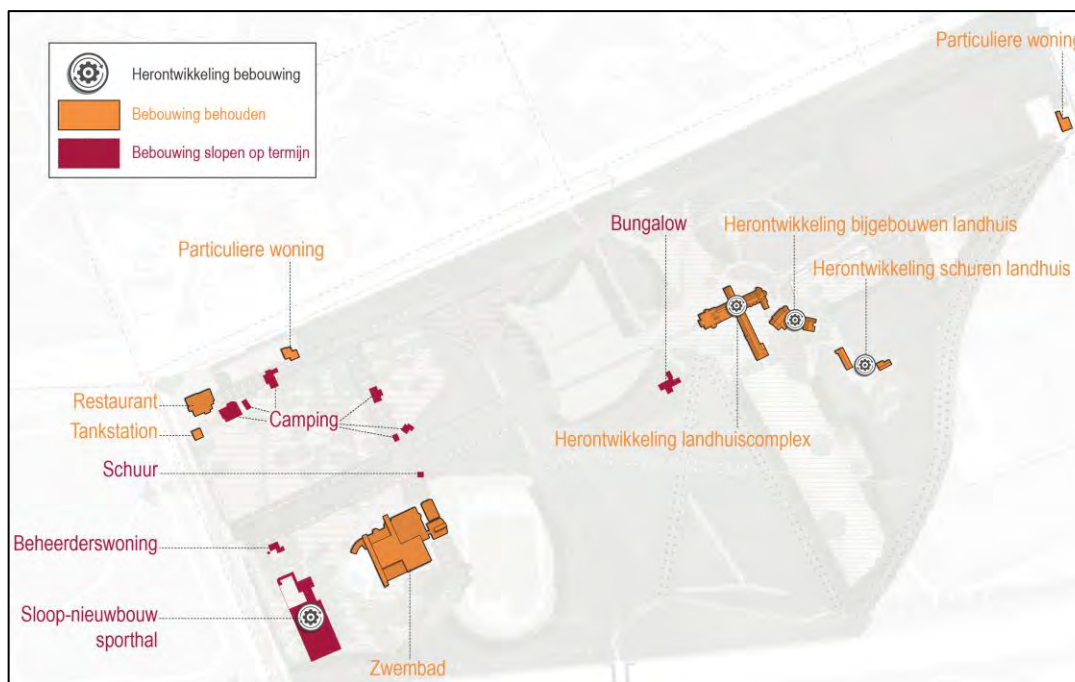 Herontwikkeling bebouwing
Bebouwing behouden
Bebouwing slopen op termijn
Particuliere woning
Bungalow
Herontwikkeling bijgebouwen landhuis
Particuliere woning
Herontwikkeling schuren landhuis
Restaurant
Camping
Tankstation
Herontwikkeling landhuiscomplex
Schuur
Beheerderswoning
Sloop-nieuwbouw
sporthal
Zwembad